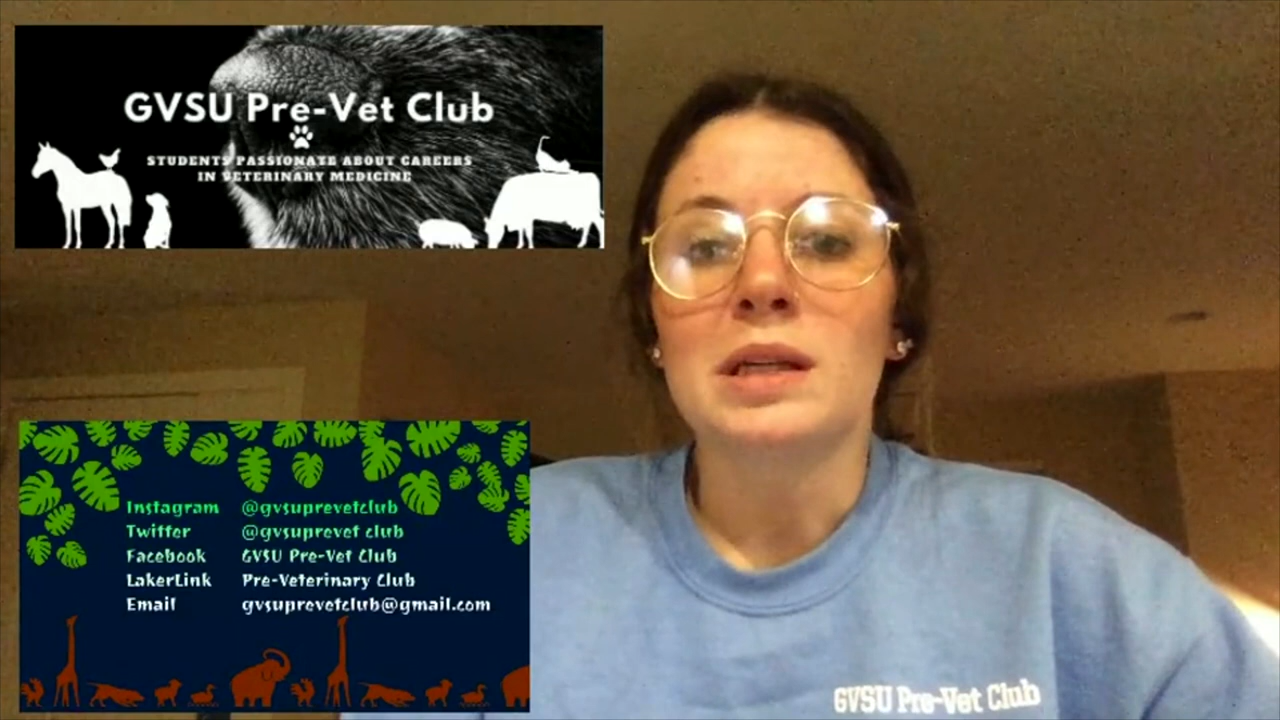 GVSU Pre-Vet Club
STUDENTS PASSIONATE ABOUT CAREERS
IN VETERINARY MEDICINE
Instagram @gvsuprevetclub
Twitter @gvsuprevet club
Facebook GVSU Pre-Vet Club
LakerLink Pre-Veterinary Club
Email gvsuprevetclub@gmail.com
GVSU Pre-Vet Club